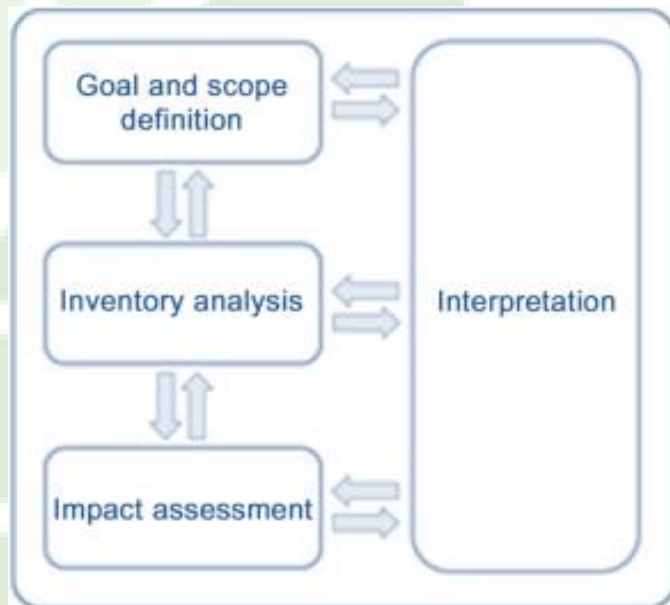 Goal and scope
definition
Inventory analysis
Interpretation
Impact assessment